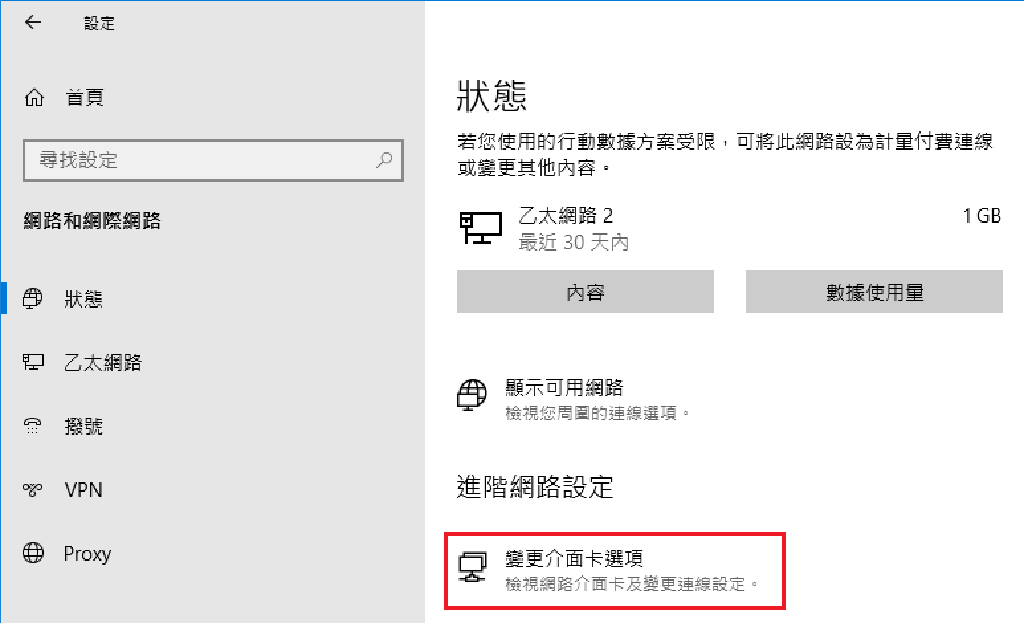 設定
首頁
尋找設定
網路和網際網路
狀態
乙太網路
撥號
VPN
Proxy
狀態
若您使用的行動數據方案受限，可將此網路設為計量付費連線
或變更其他內容。
乙太網路 2
1 GB
最近 30 天內
內容
數據使用量
顯示可用網路
檢視您周圍的連線選項。
進階網路設定
變更介面卡選項
檢視網路介面卡及變更連線設定。